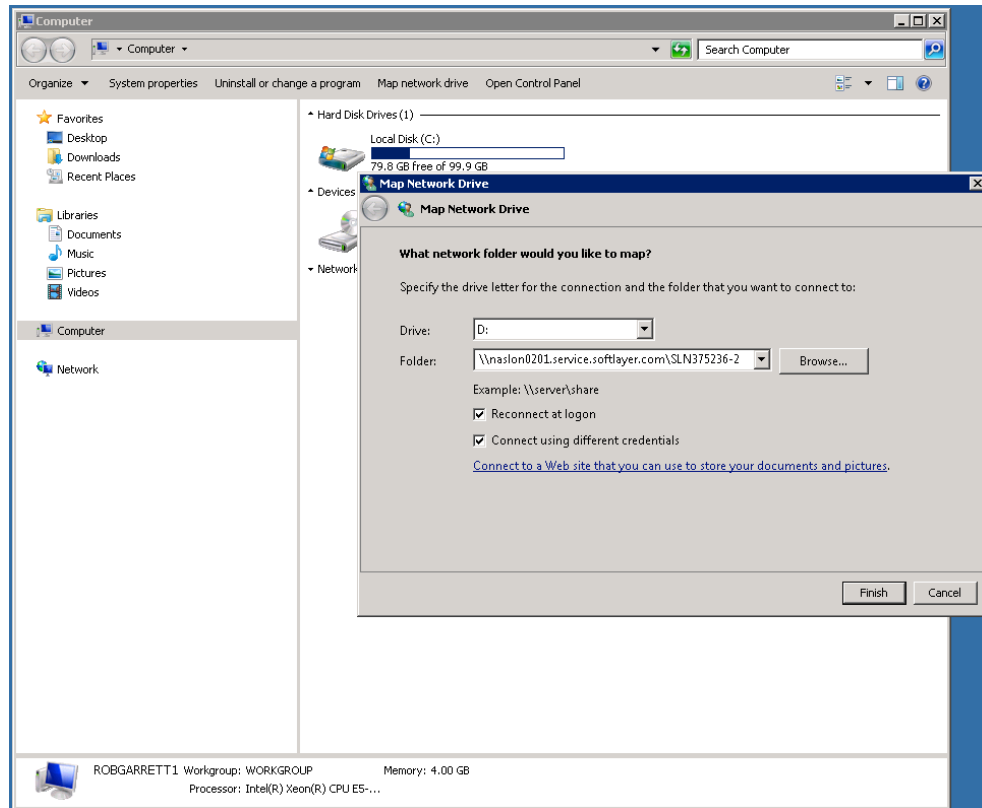 Computer
Computer
Search Computer
Organize System properties Uninstall or change a program Map network drive Open Control Panel
Favorites
Desktop
Downloads
Recent Places
Libraries
Documents
Music
Pictures
Videos
Computer
Network
Hard Disk Drives (1)
Local Disk (C:)
79.8 GB free of 99.9 GB
Devices
Network
Map Network Drive
Map Network Drive
What network folder would you like to map?
Specify the drive letter for the connection and the folder that you want to connect to:
Drive: D:
Folder: \\naslon0201.service.softlayer.com\SLN375236-2 Browse...
Example: \\server\share
Reconnect at logon
Connect using different credentials
Connect to a Web site that you can use to store your documents and pictures.
Finish Cancel
ROBGARRETT1 Workgroup: WORKGROUP Memory: 4.00 GB
Processor: Intel(R) Xeon(R) CPU E5-...